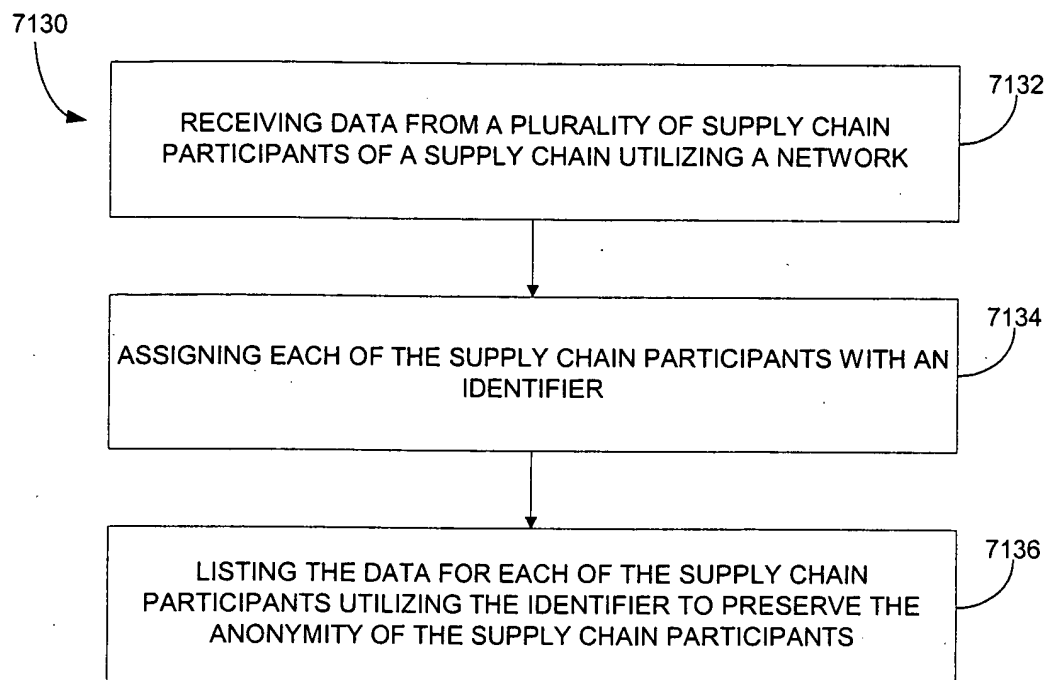 7130
7132
RECEIVING DATA FROM A PLURALITY OF SUPPLY CHAIN
PARTICIPANTS OF A SUPPLY CHAIN UTILIZING A NETWORK
7134
ASSIGNING EACH OF THE SUPPLY CHAIN PARTICIPANTS WITH AN
IDENTIFIER
7136
LISTING THE DATA FOR EACH OF THE SUPPLY CHAIN
PARTICIPANTS UTILIZING THE IDENTIFIER TO PRESERVE THE
ANONYMITY OF THE SUPPLY CHAIN PARTICIPANTS